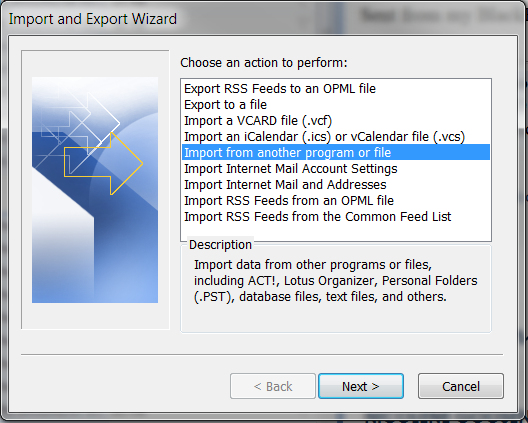 Sent from my Black
Import and Export Wizard
Choose an action to perform:
Export RSS Feeds to an OPML file
Export to a file
Import a VCARD file (.vcf)
Import an iCalendar (.ics) or vCalendar file (.vcs)
Import from another program or file
Import Internet Mail Account Settings
Import Internet Mail and Addresses
Import RSS Feeds from an OPML file
Import RSS Feeds from the Common Feed List
Description
Import data from other programs or files,
including ACT!, Lotus Organizer, Personal Folders
(.PST), database files, text files, and others.
< Back
Next >
Cancel